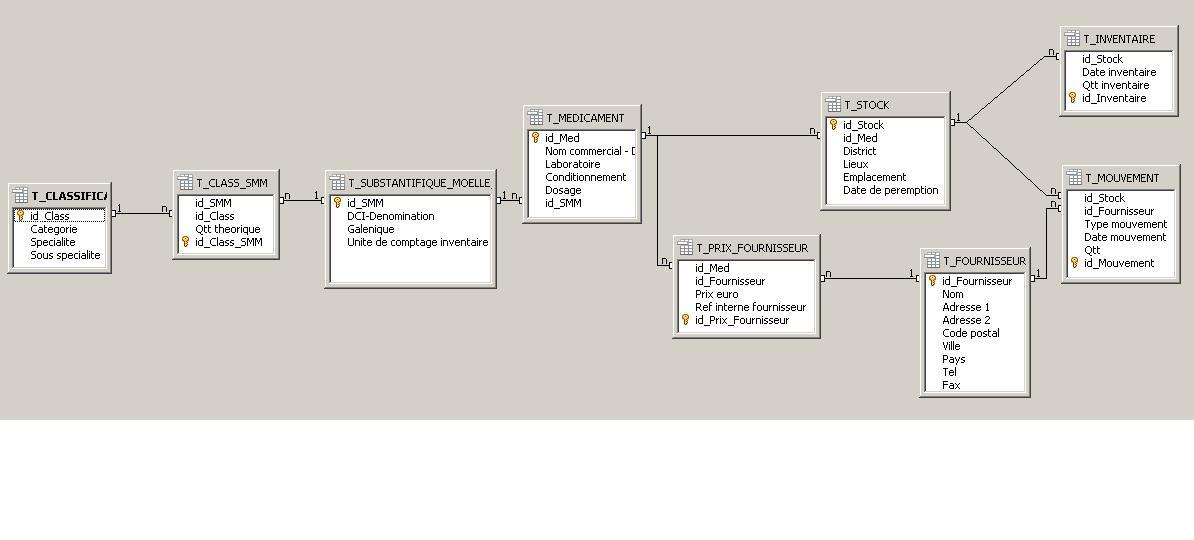 T_CLASSIFICA
id_Class
Categorie
Specialite
Sous specialite
1
n
T_CLASS_SMM
id_SMM
id_Class
Qtt theorique
id_Class_SMM
n
1
T_SUBSTANTIFIQUE_MOELLE_
id_SMM
DCI-Denomination
Galenique
Unite de comptage inventaire
1
n
T_MEDICAMENT
id_Med
Nom commercial - D
Laboratoire
Conditionnement
Dosage
id_SMM
1
n
n
T_STOCK
id_Stock
id_Med
District
Lieux
Emplacement
Date de peremption
1
n
n
n
T_INVENTAIRE
id_Stock
Date inventaire
Qtt inventaire
id_Inventaire
T_MOUVEMENT
id_Stock
id_Fournisseur
Type mouvement
Date mouvement
Qtt
id_Mouvement
T_PRIX_FOURNISSEUR
id_Med
id_Fournisseur
Prix euro
Ref interne fournisseur
id_Prix_Fournisseur
n
1
T_FOURNISSEUR
id_Fournisseur
Nom
Adresse 1
Adresse 2
Code postal
Ville
Pays
Tel
Fax
1